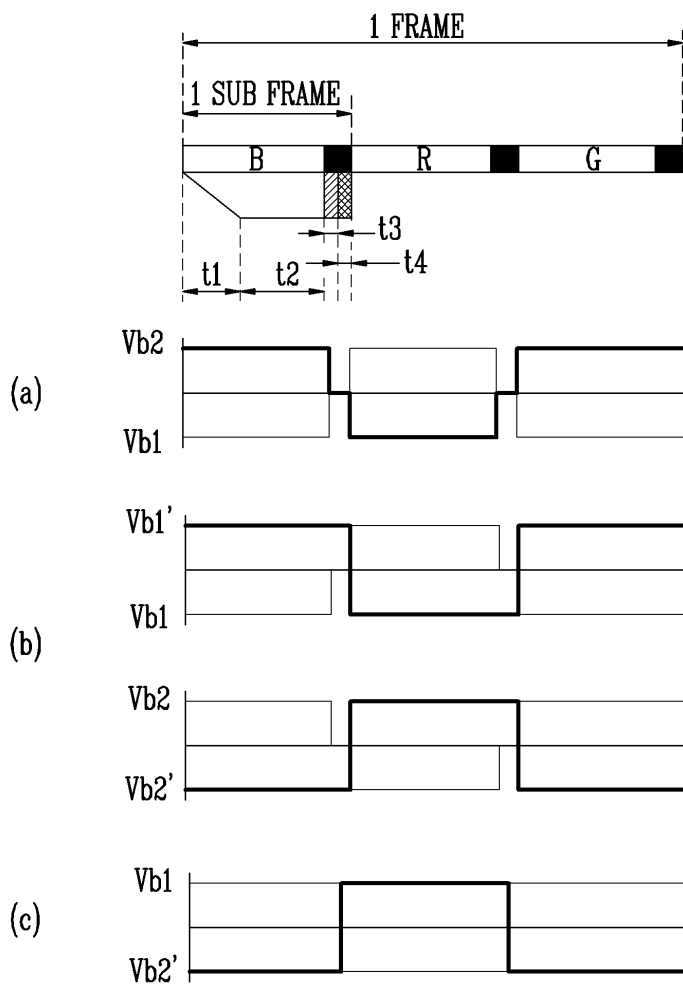 1 FRAME
1 SUB FRAME
B R G
t3
t4
t1 t2
Vb2
(a)
Vb1
Vb1'
Vb1
(b)
Vb2
Vb2'
Vb1
(c)
Vb2'